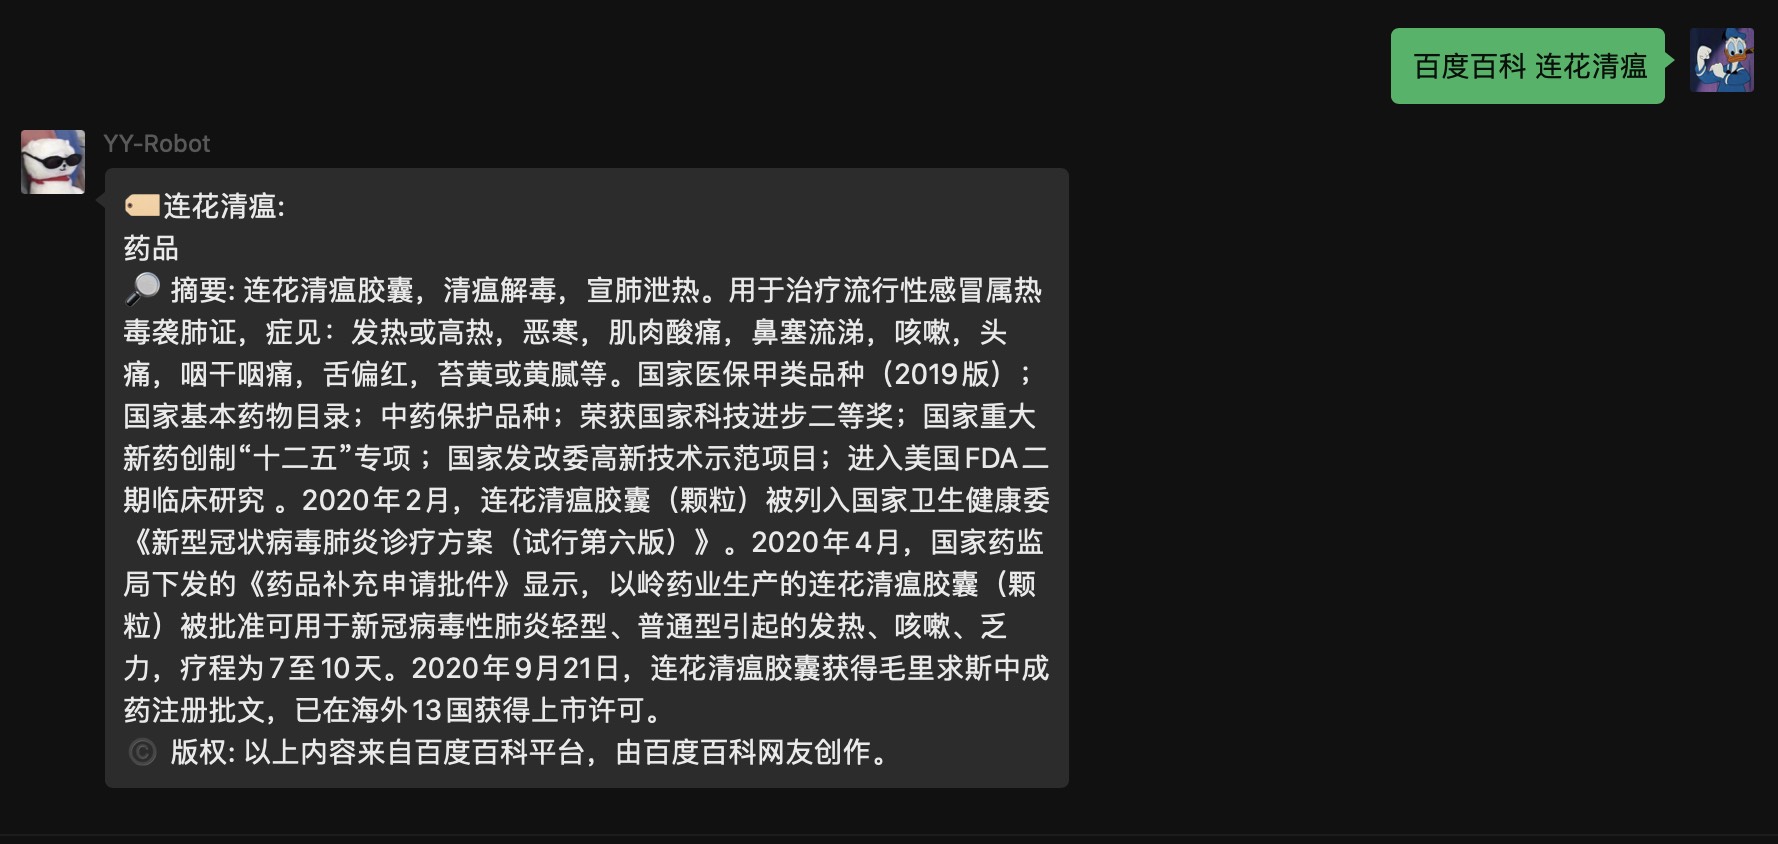 百度百科 连花清瘟
YY-Robot
🏷️连花清瘟:
药品
🔎 摘要: 连花清瘟胶囊，清瘟解毒，宣肺泄热。用于治疗流行性感冒属热
毒袭肺证，症见：发热或高热，恶寒，肌肉酸痛，鼻塞流涕，咳嗽，头
痛，咽干咽痛，舌偏红，苔黄或黄腻等。国家医保甲类品种（2019版）；
国家基本药物目录；中药保护品种；荣获国家科技进步二等奖；国家重大
新药创制“十二五”专项 ；国家发改委高新技术示范项目；进入美国FDA二
期临床研究 。2020年2月，连花清瘟胶囊（颗粒）被列入国家卫生健康委
《新型冠状病毒肺炎诊疗方案（试行第六版）》。2020年4月，国家药监
局下发的《药品补充申请批件》显示，以岭药业生产的连花清瘟胶囊（颗
粒）被批准可用于新冠病毒性肺炎轻型、普通型引起的发热、咳嗽、乏
力，疗程为7至10天。2020年9月21日，连花清瘟胶囊获得毛里求斯中成
药注册批文，已在海外13国获得上市许可。
©️ 版权: 以上内容来自百度百科平台，由百度百科网友创作。